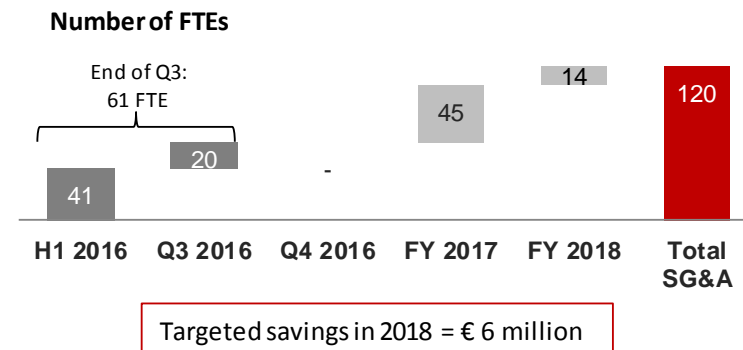 Number of FTEs
End of Q3:
61 FTE
41
20
-
45
14
120
H1 2016 Q3 2016 Q4 2016 FY 2017 FY 2018 Total
SG&A
Targeted savings in 2018 = € 6 million